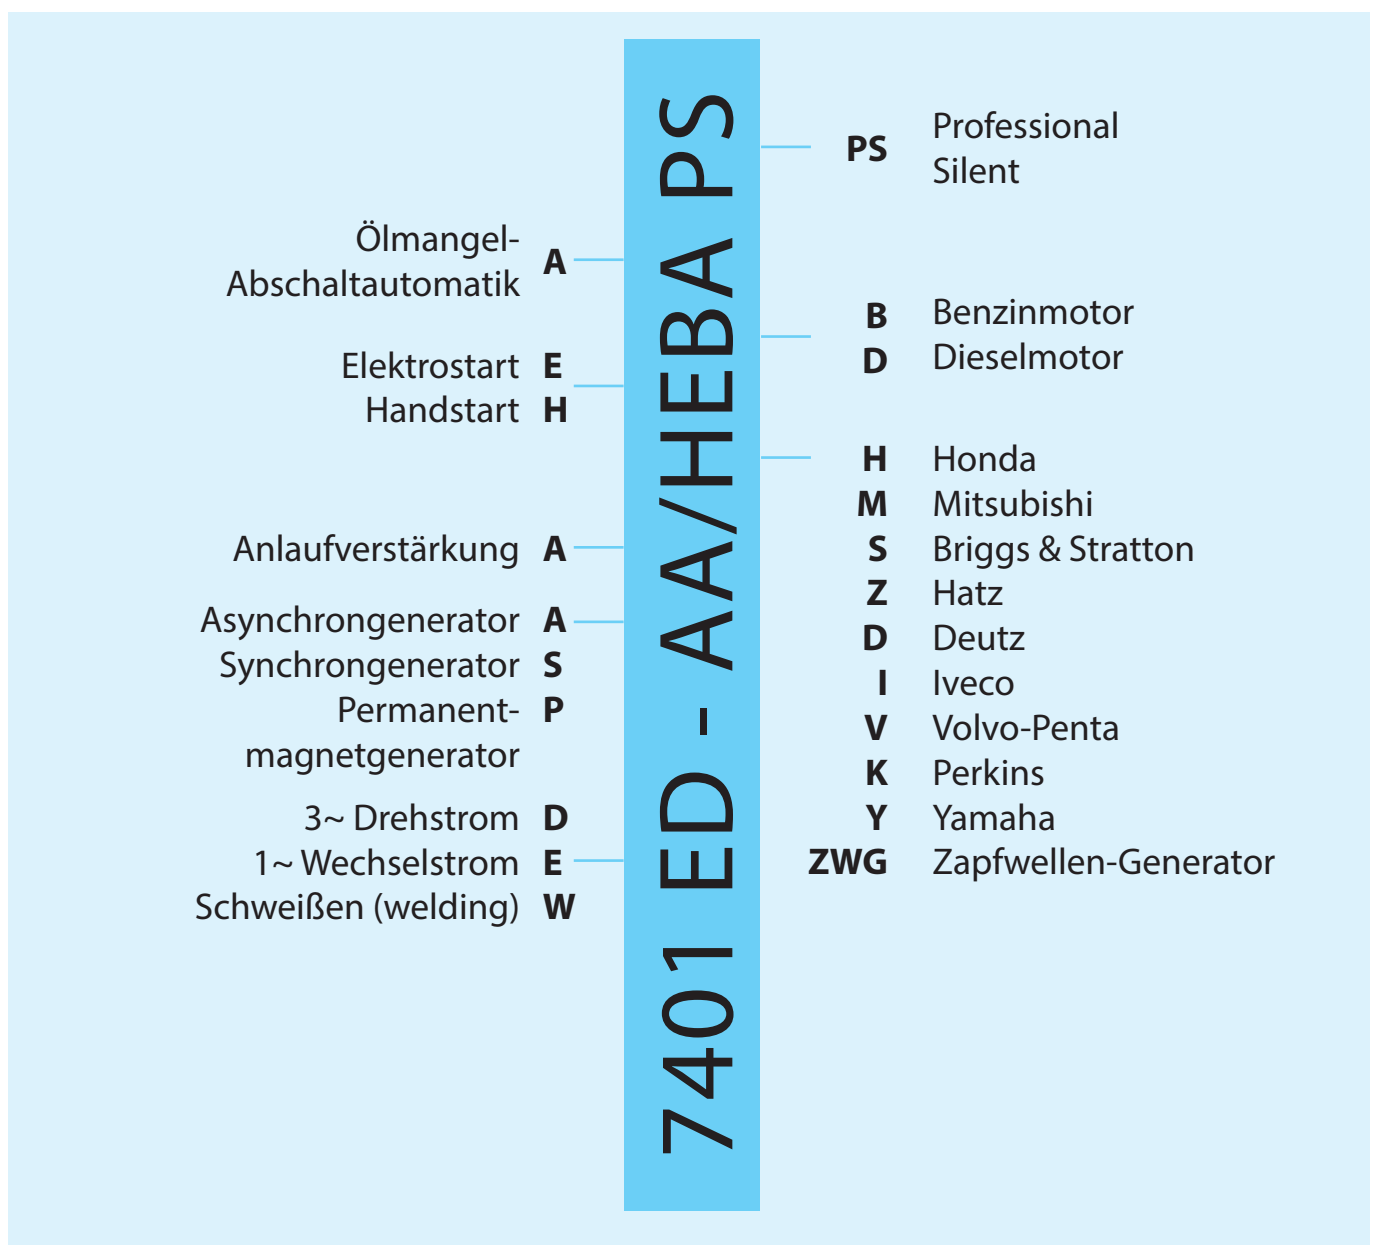 7401 ED - AA/HEBA PS
Ölmangel-
Abschaltautomatik A
Elektrostart E
Handstart H
Anlaufverstärkung A
Asynchrongenerator A
Synchrongenerator S
Permanent- P
magnetgenerator
3~ Drehstrom D
1~ Wechselstrom E
Schweißen (welding) W
PS Professional
Silent
B Benzinmotor
D Dieselmotor
H Honda
M Mitsubishi
S Briggs & Stratton
Z Hatz
D Deutz
I Iveco
V Volvo-Penta
K Perkins
Y Yamaha
ZWG Zapfwellen-Generator